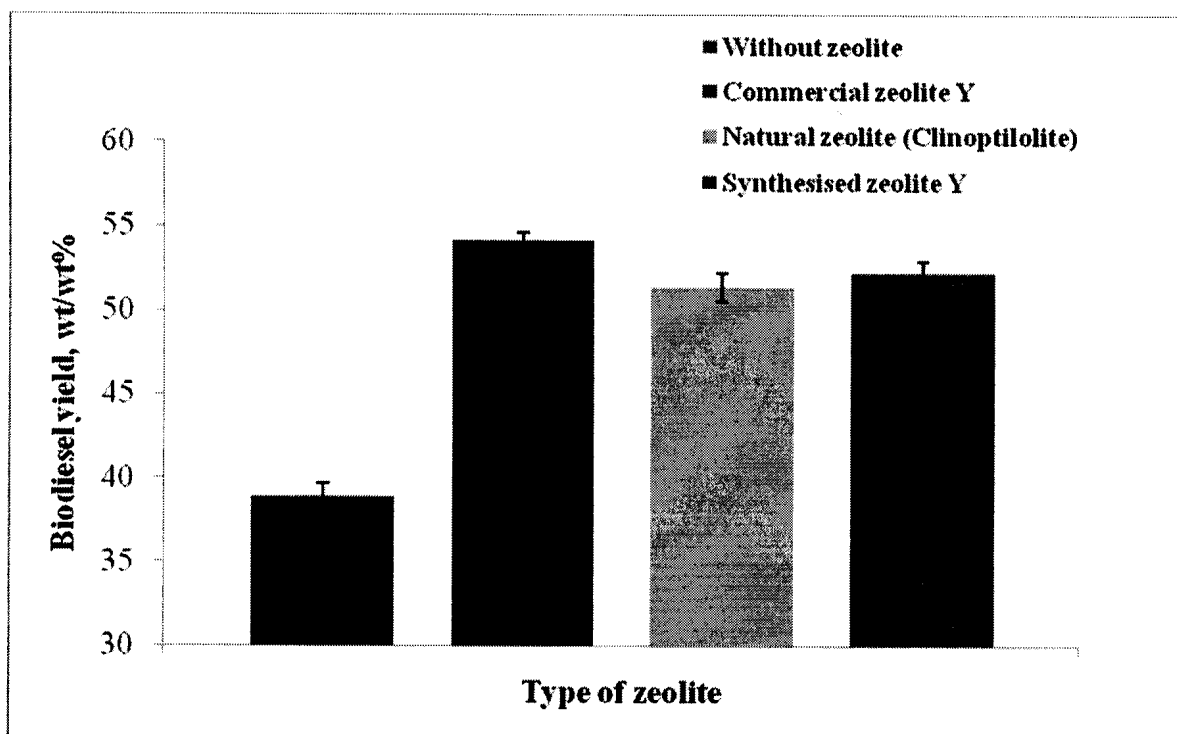 Without zeolite
Commercial zeolite Y
Natural zeolite (Clinoptilolite)
Synthesised zeolite Y
60
55
50
45
40
35
30
Biodiesel yield, wt/wt%
Type of zeolite